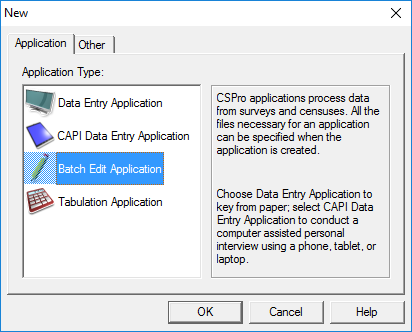 New
Application
Other
Application Type:
Data Entry Application
CAPI Data Entry Application
Batch Edit Application
Tabulation Application
CSPro applications process data
from surveys and censuses. All the
files necessary for an application
can be specified when the
application is created.
Choose Data Entry Application to
key from paper; select CAPI Data
Entry Application to conduct a
computer assisted personal
interview using a phone, tablet, or
laptop.
OK
Cancel
Help